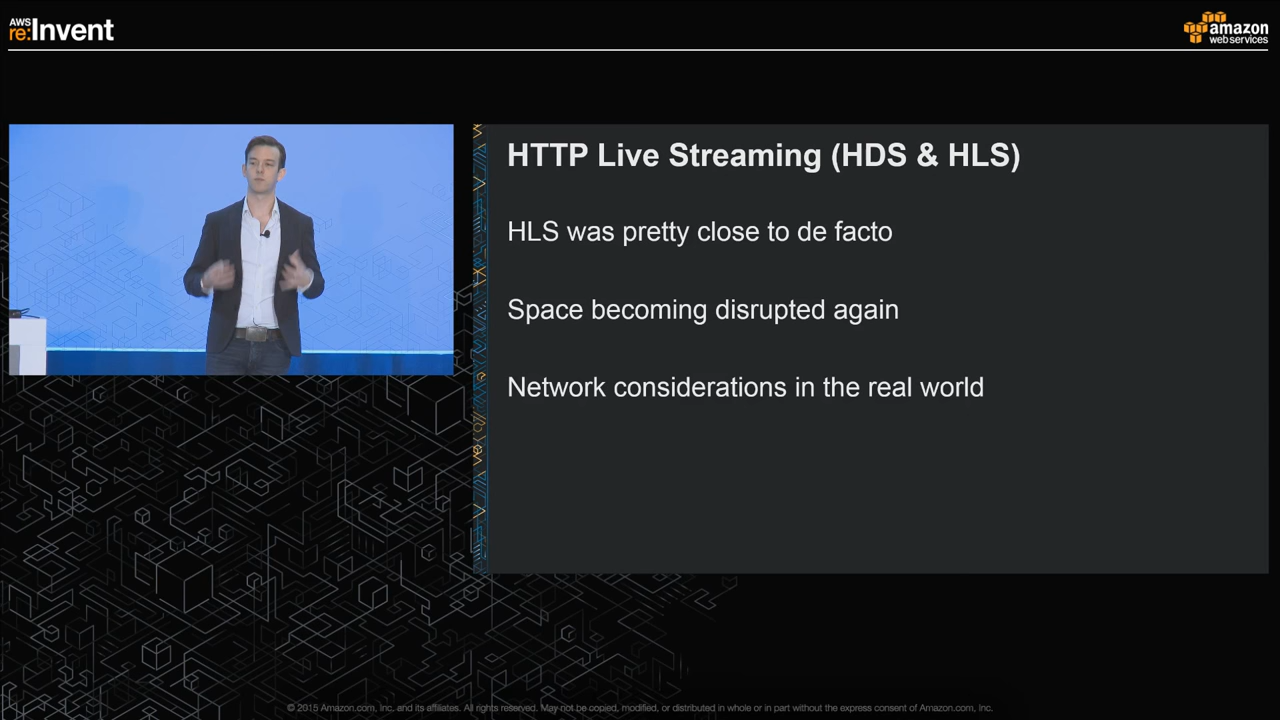 AWS
re:Invent
amazon
web services
HTTP Live Streaming (HDS & HLS)
HLS was pretty close to de facto
Space becoming disrupted again
Network considerations in the real world
© 2015 Amazon.com, Inc. and its affiliates. All rights reserved. May not be copied, modified, or distributed in whole or in part without the express consent of Amazon.com, Inc.